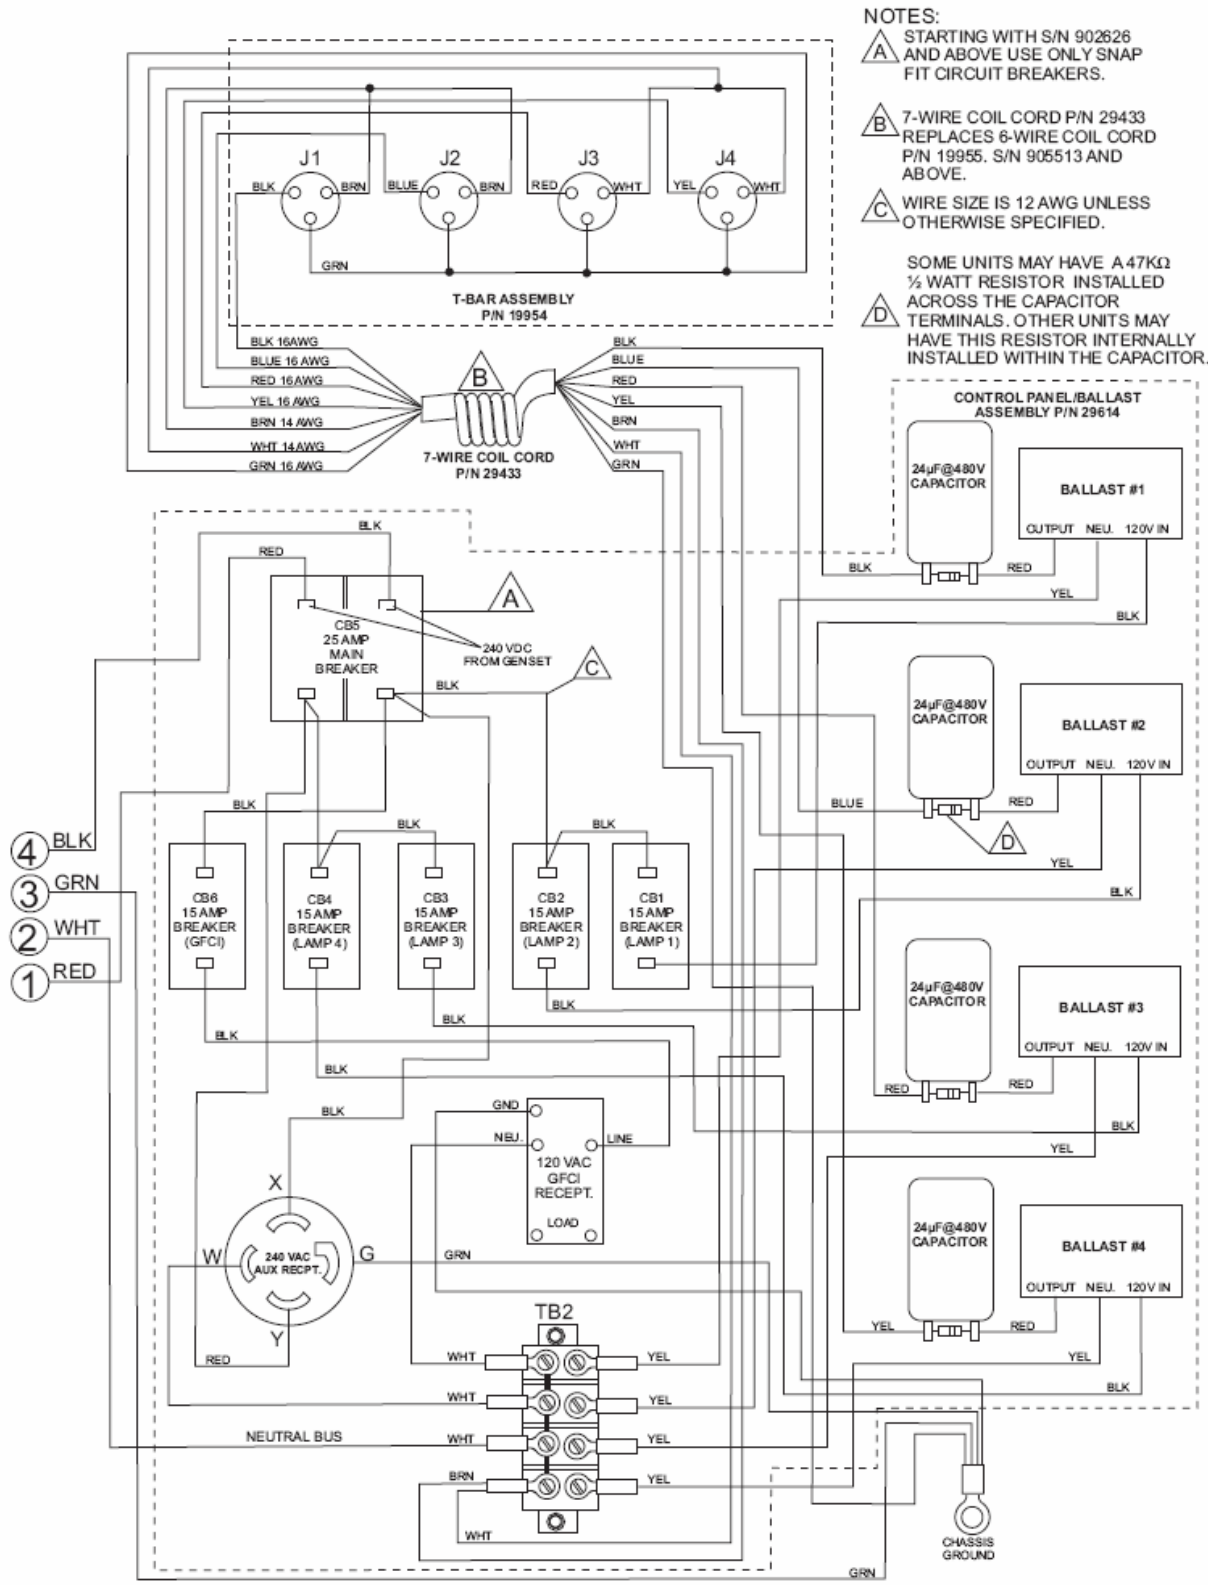 NOTES:
A
STARTING WITH S/N 902626
AND ABOVE USE ONLY SNAP
FIT CIRCUIT BREAKERS.
B
7-WIRE COIL CORD P/N 29433
REPLACES 6-WIRE COIL CORD
P/N 19955. S/N 905513 AND
ABOVE.
C
WIRE SIZE IS 12 AWG UNLESS
OTHERWISE SPECIFIED.
D
SOME UNITS MAY HAVE A 47KΩ
½ WATT RESISTOR INSTALLED
ACROSS THE CAPACITOR
TERMINALS. OTHER UNITS MAY
HAVE THIS RESISTOR INTERNALLY
INSTALLED WITHIN THE CAPACITOR.
J1
J2
J3
J4
BLK
BRN
BLUE
BRN
RED
WHT
YEL
WHT
GRN
T-BAR ASSEMBLY
P/N 19954
BLK 16AWG
BLUE 16 AWG
RED 16AWG
YEL 16 AWG
BRN 14 AWG
WHT 14AWG
GRN 16 AWG
B
7-WIRE COIL CORD
P/N 29433
BLK
BLUE
RED
YEL
BRN
WHT
GRN
CONTROL PANEL/BALLAST
ASSEMBLY P/N 29614
24µF@480V
CAPACITOR
BALLAST #1
OUTPUT NEU. 120V IN
BLK
RED
YEL
BLK
24µF@480V
CAPACITOR
BALLAST #2
OUTPUT NEU. 120V IN
BLUE
RED
D
YEL
BLK
24µF@480V
CAPACITOR
BALLAST #3
OUTPUT NEU. 120V IN
RED
RED
BLK
YEL
24µF@480V
CAPACITOR
BALLAST #4
OUTPUT NEU. 120V IN
YEL
RED
YEL
BLK
BLK
RED
A
CB5
25 AMP
MAIN
BREAKER
240 VDC
FROM GENSET
C
BLK
BLK
BLK
BLK
4 BLK
3 GRN
2 WHT
1 RED
CB6
15 AMP
BREAKER
(GFCI)
CB4
15 AMP
BREAKER
(LAMP 4)
CB3
15 AMP
BREAKER
(LAMP 3)
CB2
15 AMP
BREAKER
(LAMP 2)
CB1
15 AMP
BREAKER
(LAMP 1)
BLK
BLK
BLK
BLK
BLK
GND
NEU.
LINE
120 VAC
GFCI
RECEPT.
LOAD
X
W
G
Y
240 VAC
AUX RECPT.
GRN
RED
TB2
WHT
YEL
WHT
YEL
NEUTRAL BUS
WHT
YEL
BRN
YEL
WHT
CHASSIS
GROUND
GRN